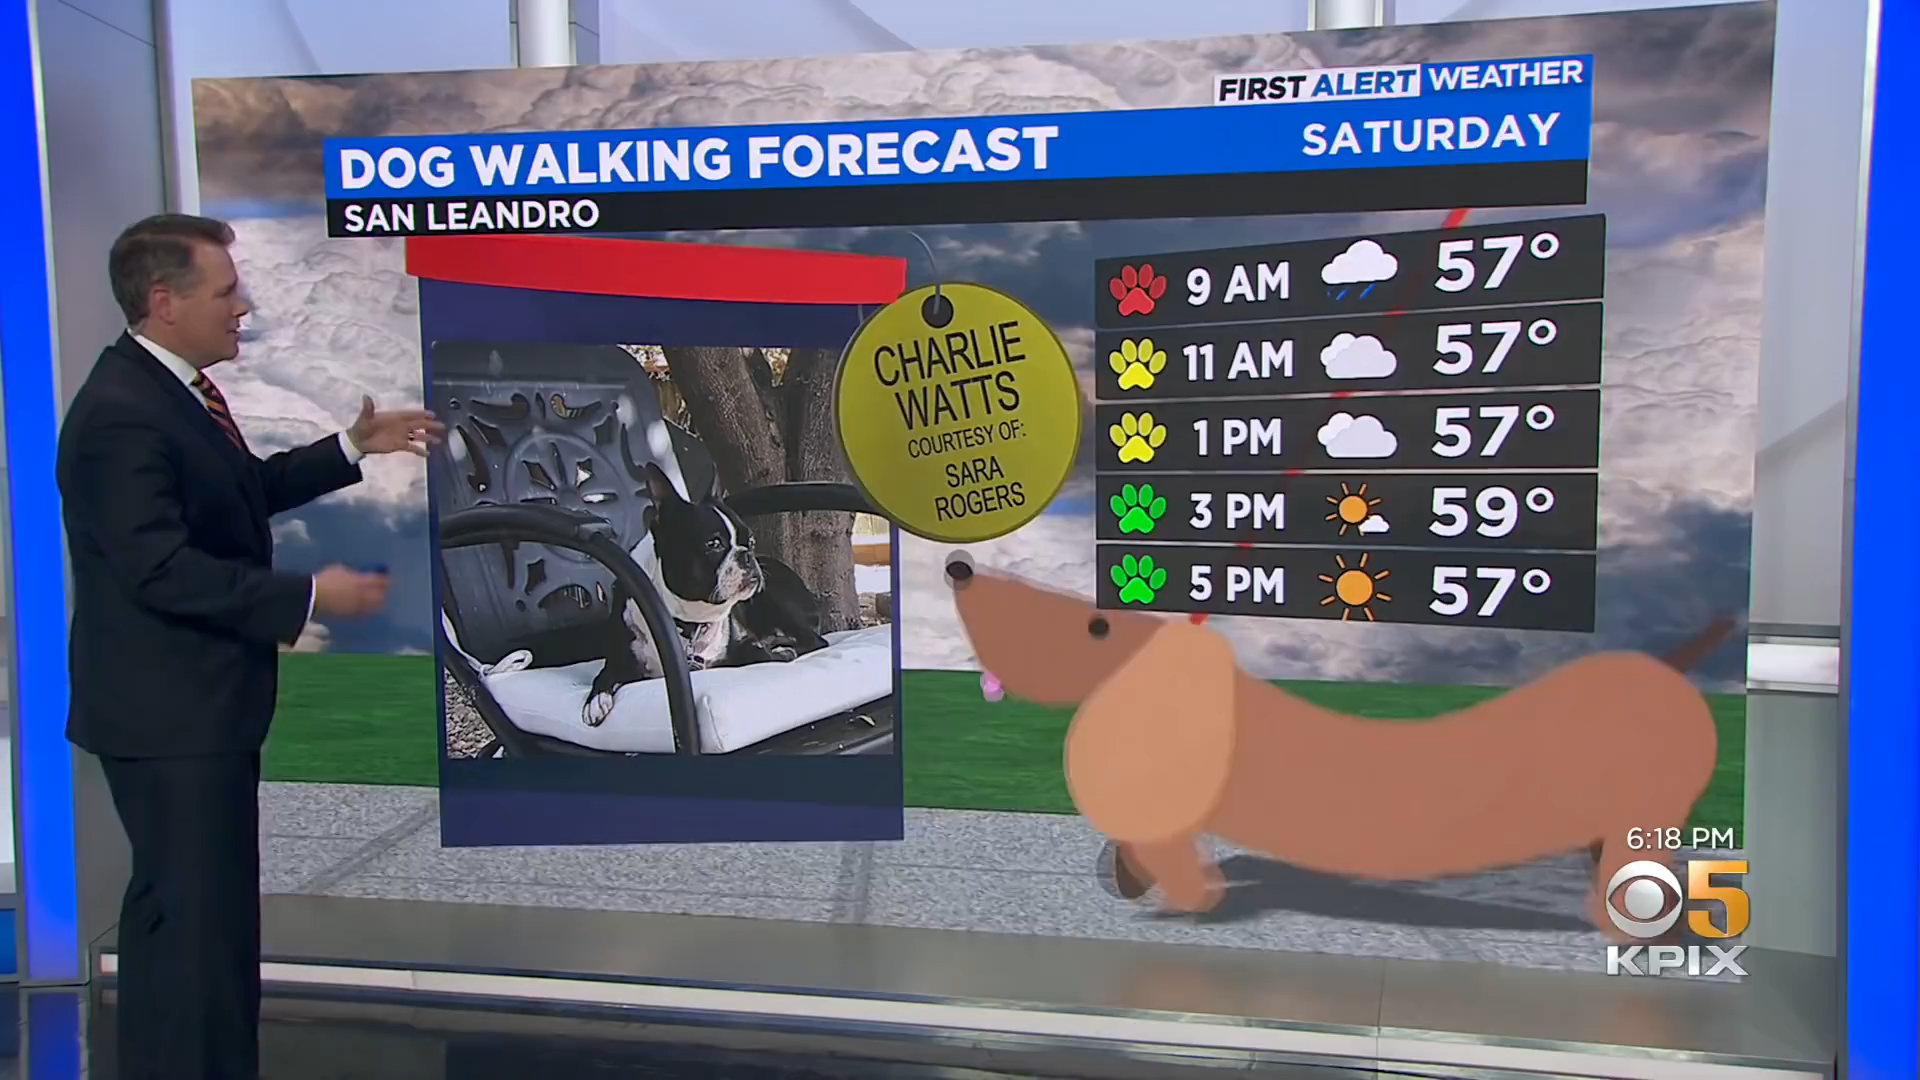 FIRST ALERT WEATHER
DOG WALKING FORECAST
SATURDAY
SAN LEANDRO
CHARLIE
WATTS
COURTESY OF:
SARA
ROGERS
9 AM 57°
11 AM 57°
1 PM 57°
3 PM 59°
5 PM 57°
6:18 PM
5
KPIX